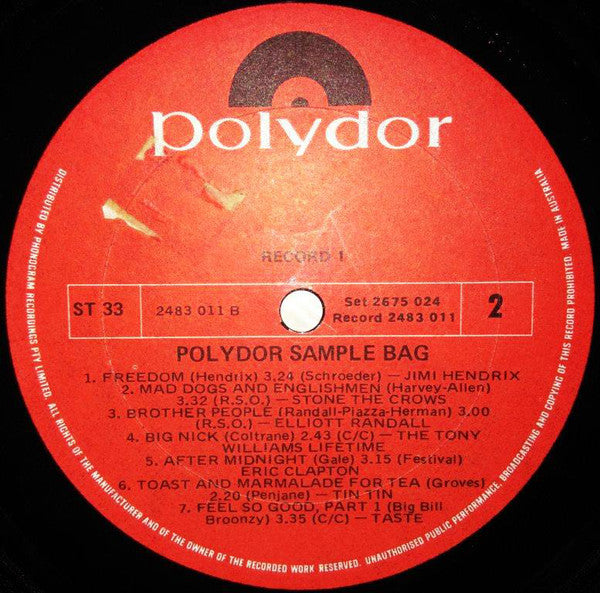 polydor
RECORD 1
ST 33
2483 011 B
Set 2675 024
Record 2483 011
2
POLYDOR SAMPLE BAG
1. FREEDOM (Hendrix) 3.24 (Schroeder) — JIMI HENDRIX
2. MAD DOGS AND ENGLISHMEN (Harvey-Allen)
3.32 (R.S.O.) — STONE THE CROWS
3. BROTHER PEOPLE (Randall-Piazza-Herman) 3.00
(R.S.O.) — ELLIOTT RANDALL
4. BIG NICK (Coltrane) 2.43 (C/C) — THE TONY
WILLIAMS LIFETIME
5. AFTER MIDNIGHT (Gale) 3.15 (Festival)
ERIC CLAPTON
6. TOAST AND MARMALADE FOR TEA (Groves)
2.20 (Penjane) — TIN TIN
7. FEEL SO GOOD, PART 1 (Big Bill
Broonzy) 3.35 (C/C) — TASTE
DISTRIBUTED BY PHONOGRAM RECORDINGS PTY LIMITED. ALL RIGHTS OF THE MANUFACTURER AND OF THE OWNER OF THE RECORDED WORK RESERVED. UNAUTHORISED PUBLIC PERFORMANCE, BROADCASTING AND COPYING OF THIS RECORD PROHIBITED. MADE IN AUSTRALIA